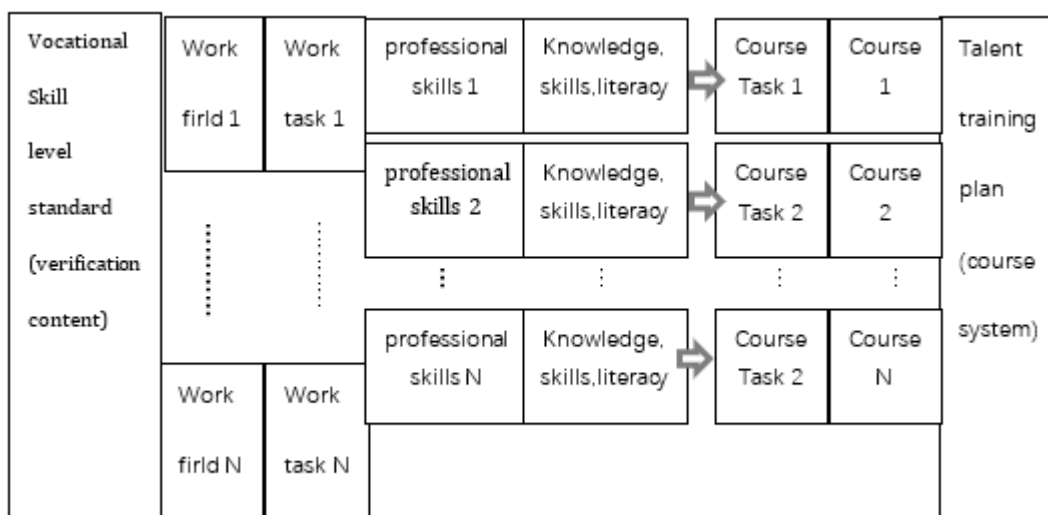 Vocational
Skill
level
standard
(verification
content)
Work
firld 1
Work
task 1
professional
skills 1
Knowledge,
skills,literacy
Course
Task 1
Course
1
professional
skills 2
Knowledge,
skills,literacy
Course
Task 2
Course
2
professional
skills N
Knowledge,
skills,literacy
Course
Task 2
Course
N
Work
firld N
Work
task N
Talent
training
plan
(course
system)